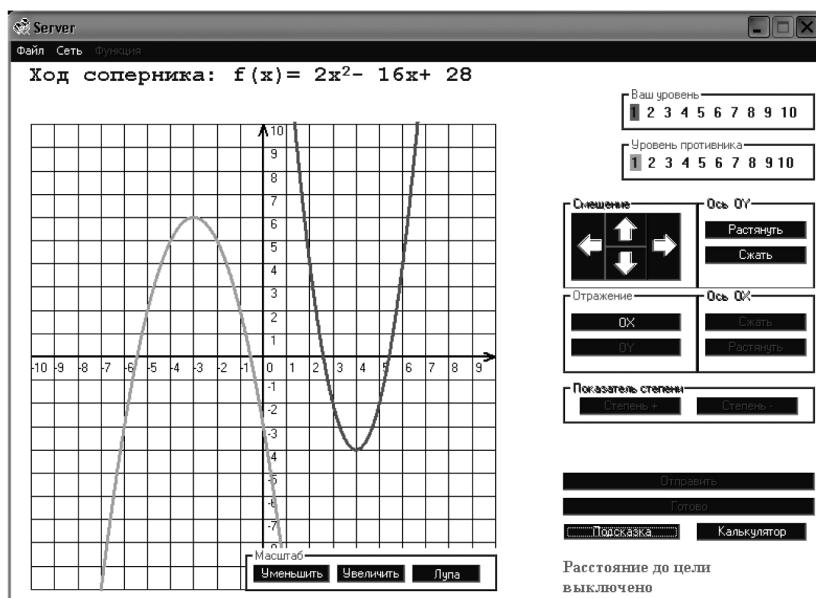 Server
Файл Сеть Функция
Ход соперника: f(x)= 2x²- 16x+ 28
Ваш уровень
1 2 3 4 5 6 7 8 9 10
Уровень противника
1 2 3 4 5 6 7 8 9 10
Смещение
Ось OY
Растянуть
Сжать
Отражение
OX
OY
Ось OX
Сжать
Растянуть
Показатель степени
Степень +
Степень -
Отправить
Готово
Подсказка
Калькулятор
Расстояние до цели
выключено
10
9
8
7
6
5
4
3
2
1
-10 -9 -8 -7 -6 -5 -4 -3 -2 -1 0 1 2 3 4 5 6 7 8 9
-1
-2
-3
-4
-5
-6
-7
Масштаб
Уменьшить
Увеличить
Лупа